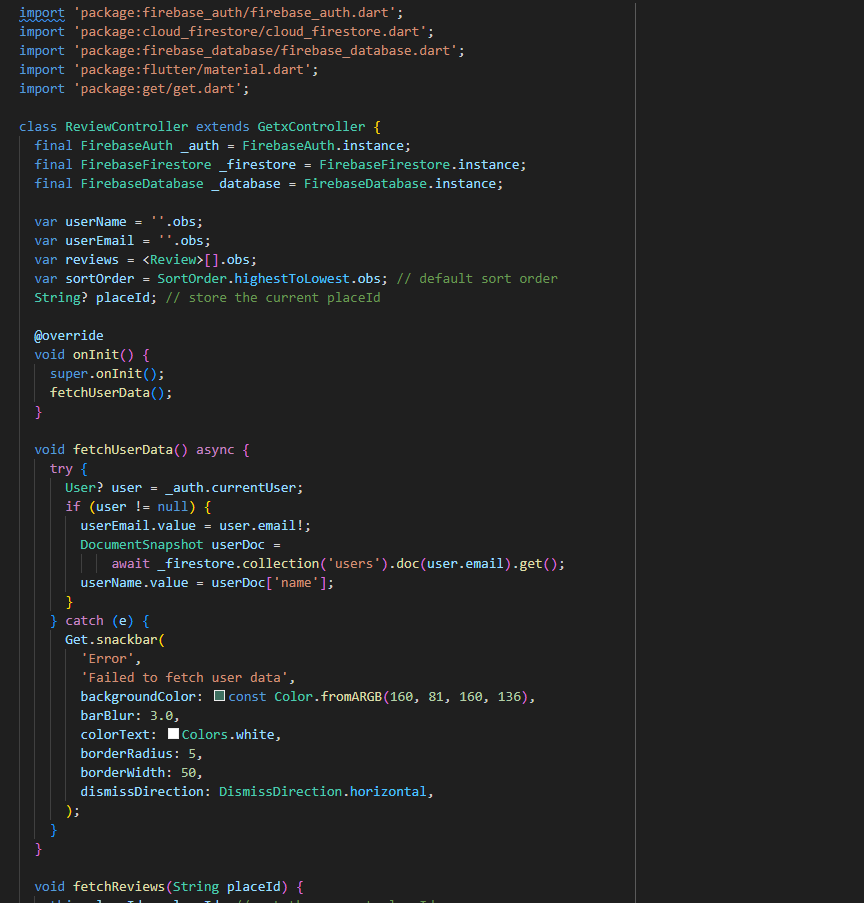 import 'package:firebase_auth/firebase_auth.dart';
import 'package:cloud_firestore/cloud_firestore.dart';
import 'package:firebase_database/firebase_database.dart';
import 'package:flutter/material.dart';
import 'package:get/get.dart';

class ReviewController extends GetxController {
  final FirebaseAuth _auth = FirebaseAuth.instance;
  final FirebaseFirestore _firestore = FirebaseFirestore.instance;
  final FirebaseDatabase _database = FirebaseDatabase.instance;

  var userName = ''.obs;
  var userEmail = ''.obs;
  var reviews = <Review>[].obs;
  var sortOrder = SortOrder.highestToLowest.obs; // default sort order
  String? placeId; // store the current placeId

  @override
  void onInit() {
    super.onInit();
    fetchUserData();
  }

  void fetchUserData() async {
    try {
      User? user = _auth.currentUser;
      if (user != null) {
        userEmail.value = user.email!;
        DocumentSnapshot userDoc =
            await _firestore.collection('users').doc(user.email).get();
        userName.value = userDoc['name'];
      }
    } catch (e) {
      Get.snackbar(
        'Error',
        'Failed to fetch user data',
        backgroundColor: const Color.fromARGB(160, 81, 160, 136),
        barBlur: 3.0,
        colorText: Colors.white,
        borderRadius: 5,
        borderWidth: 50,
        dismissDirection: DismissDirection.horizontal,
      );
    }
  }

  void fetchReviews(String placeId) {